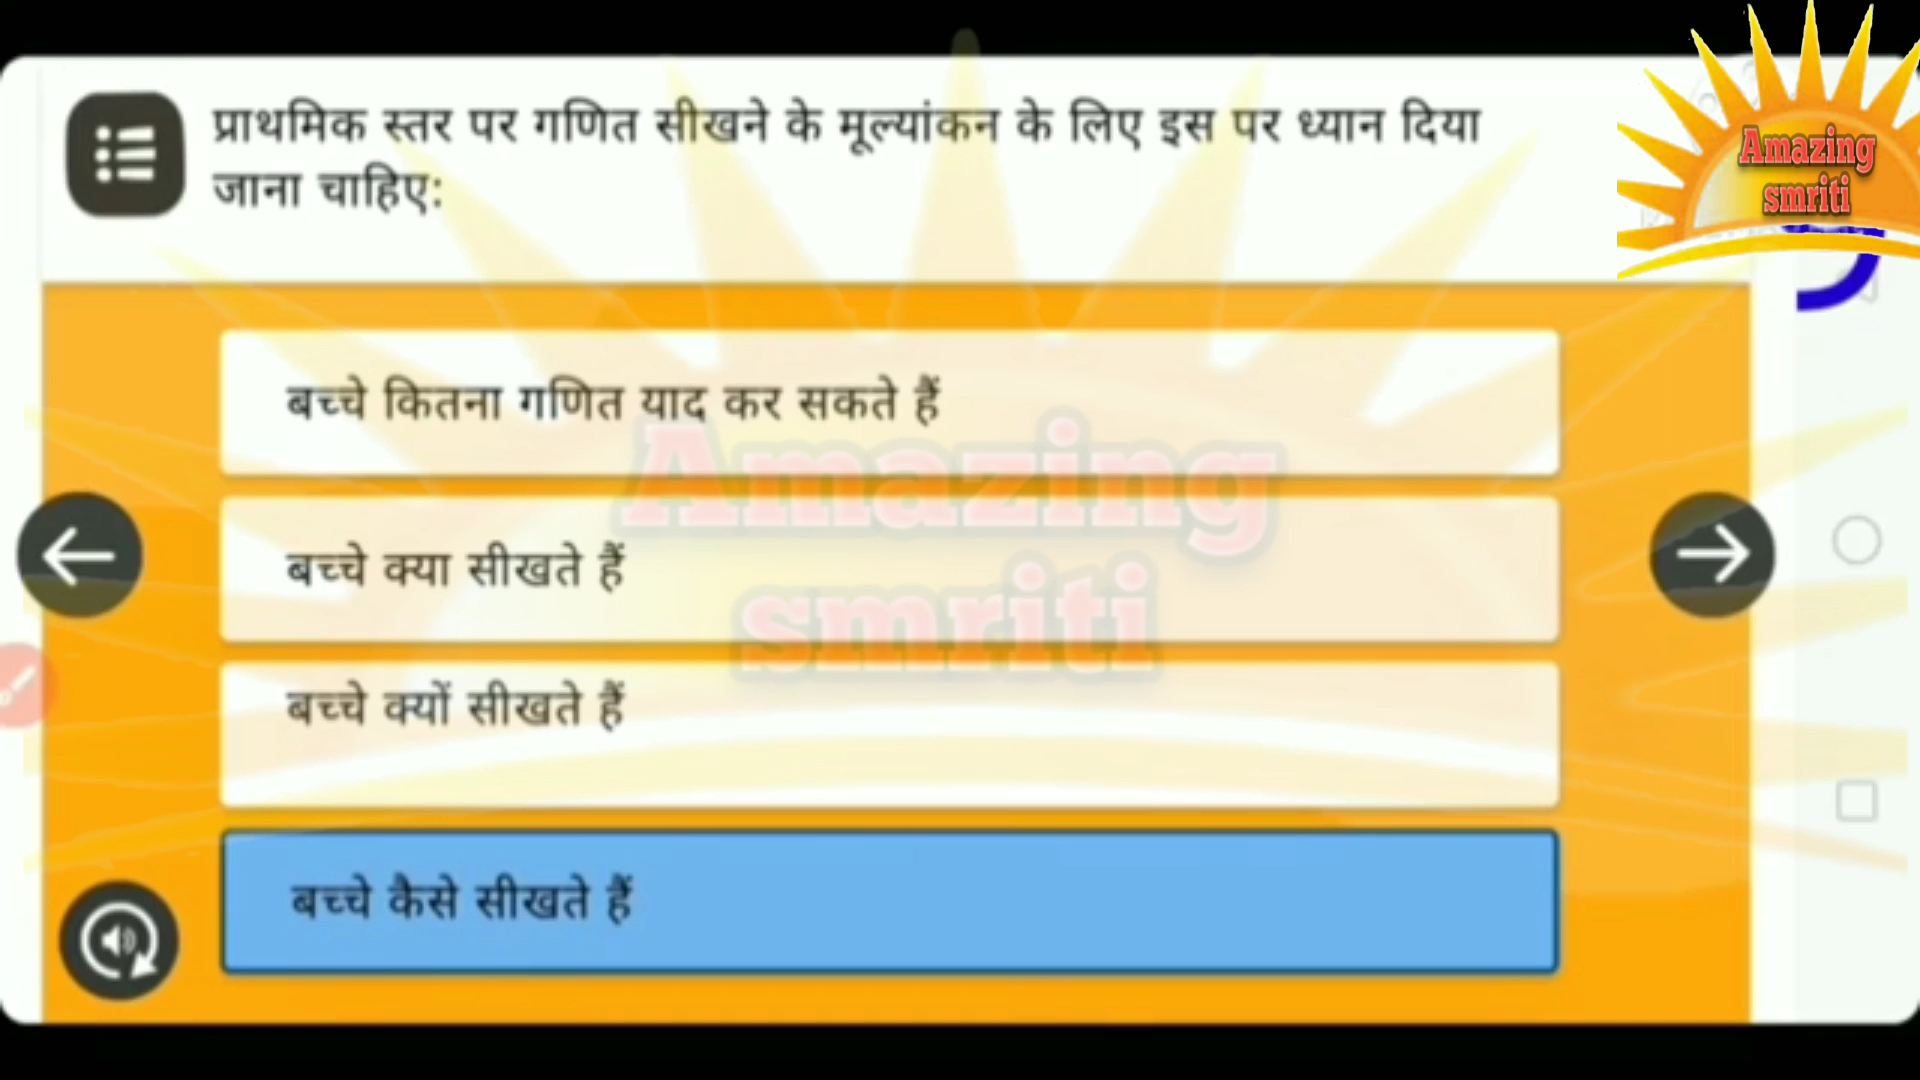 प्राथमिक स्तर पर गणित सीखने के मूल्यांकन के लिए इस पर ध्यान दिया
जाना चाहिए:
Amazing
smriti
बच्चे कितना गणित याद कर सकते हैं
Amazing
बच्चे क्या सीखते हैं
smriti
बच्चे क्यों सीखते हैं
बच्चे कैसे सीखते हैं